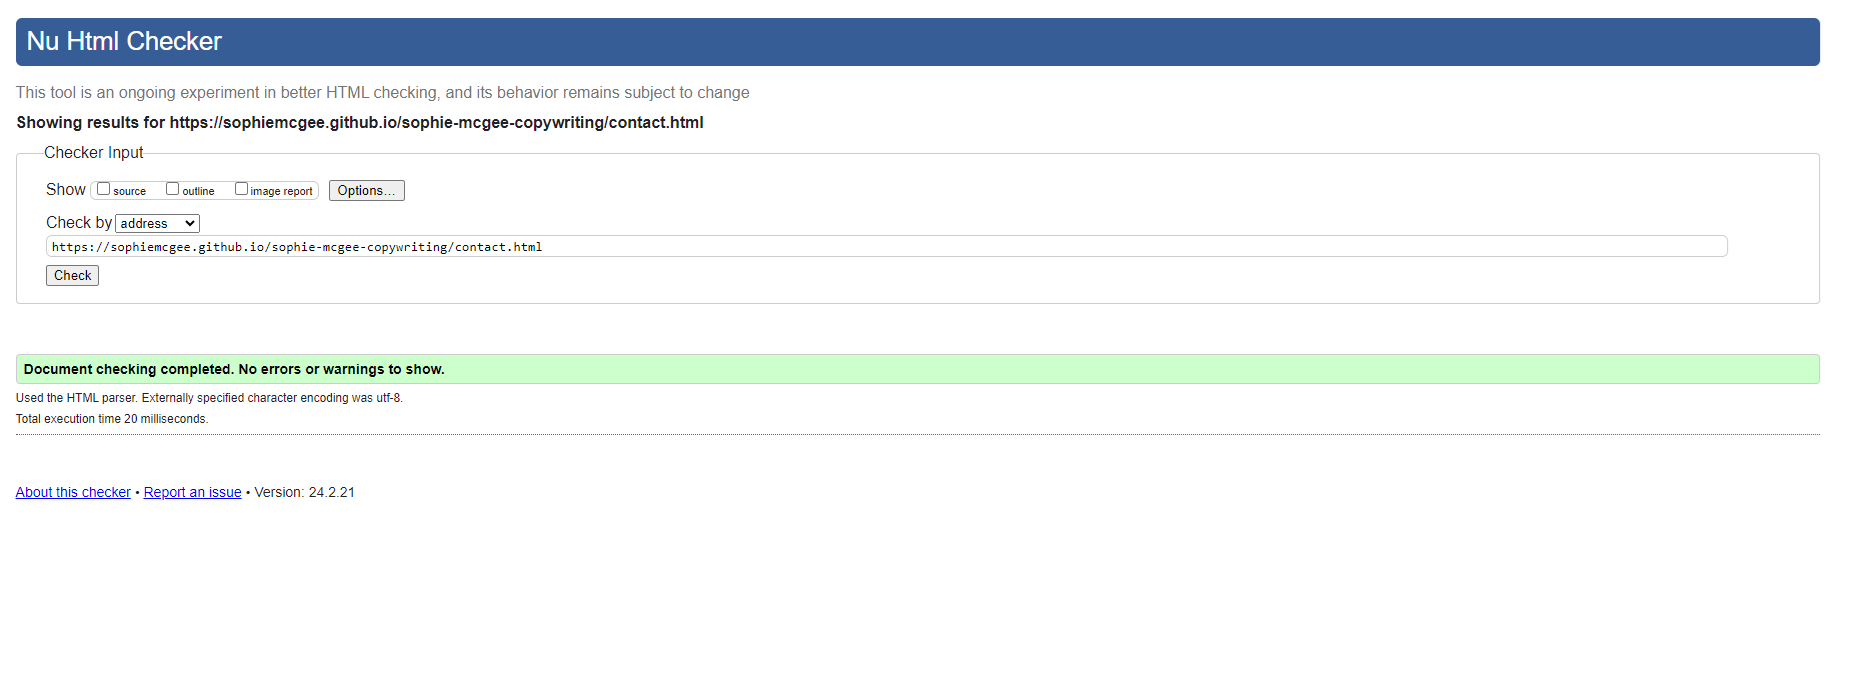 Nu Html Checker
This tool is an ongoing experiment in better HTML checking, and its behavior remains subject to change
Showing results for https://sophiemcgee.github.io/sophie-mcgee-copywriting/contact.html
Checker Input
Show source outline image report Options...
Check by address
https://sophiemcgee.github.io/sophie-mcgee-copywriting/contact.html
Check
Document checking completed. No errors or warnings to show.
Used the HTML parser. Externally specified character encoding was utf-8.
Total execution time 20 milliseconds.
About this checker • Report an issue • Version: 24.2.21